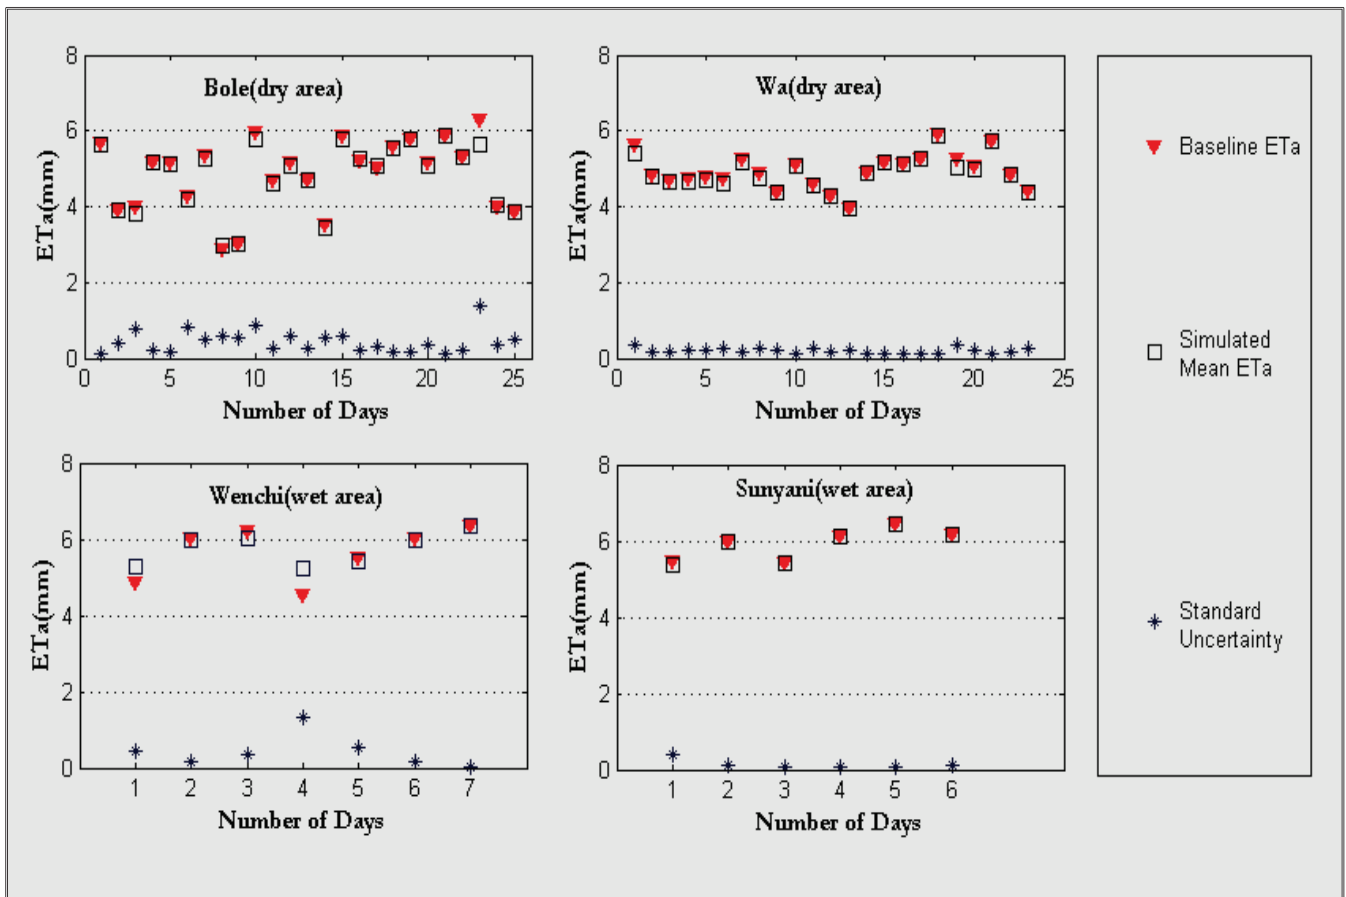 Bole(dry area)
ETa(mm)
8
6
4
2
0
0 5 10 15 20 25
Number of Days
Wa(dry area)
ETa(mm)
8
6
4
2
0
0 5 10 15 20 25
Number of Days
Wenchi(wet area)
ETa(mm)
8
6
4
2
0
1 2 3 4 5 6 7
Number of Days
Sunyani(wet area)
ETa(mm)
8
6
4
2
0
1 2 3 4 5 6
Number of Days
Baseline ETa
Simulated
Mean ETa
Standard
Uncertainty